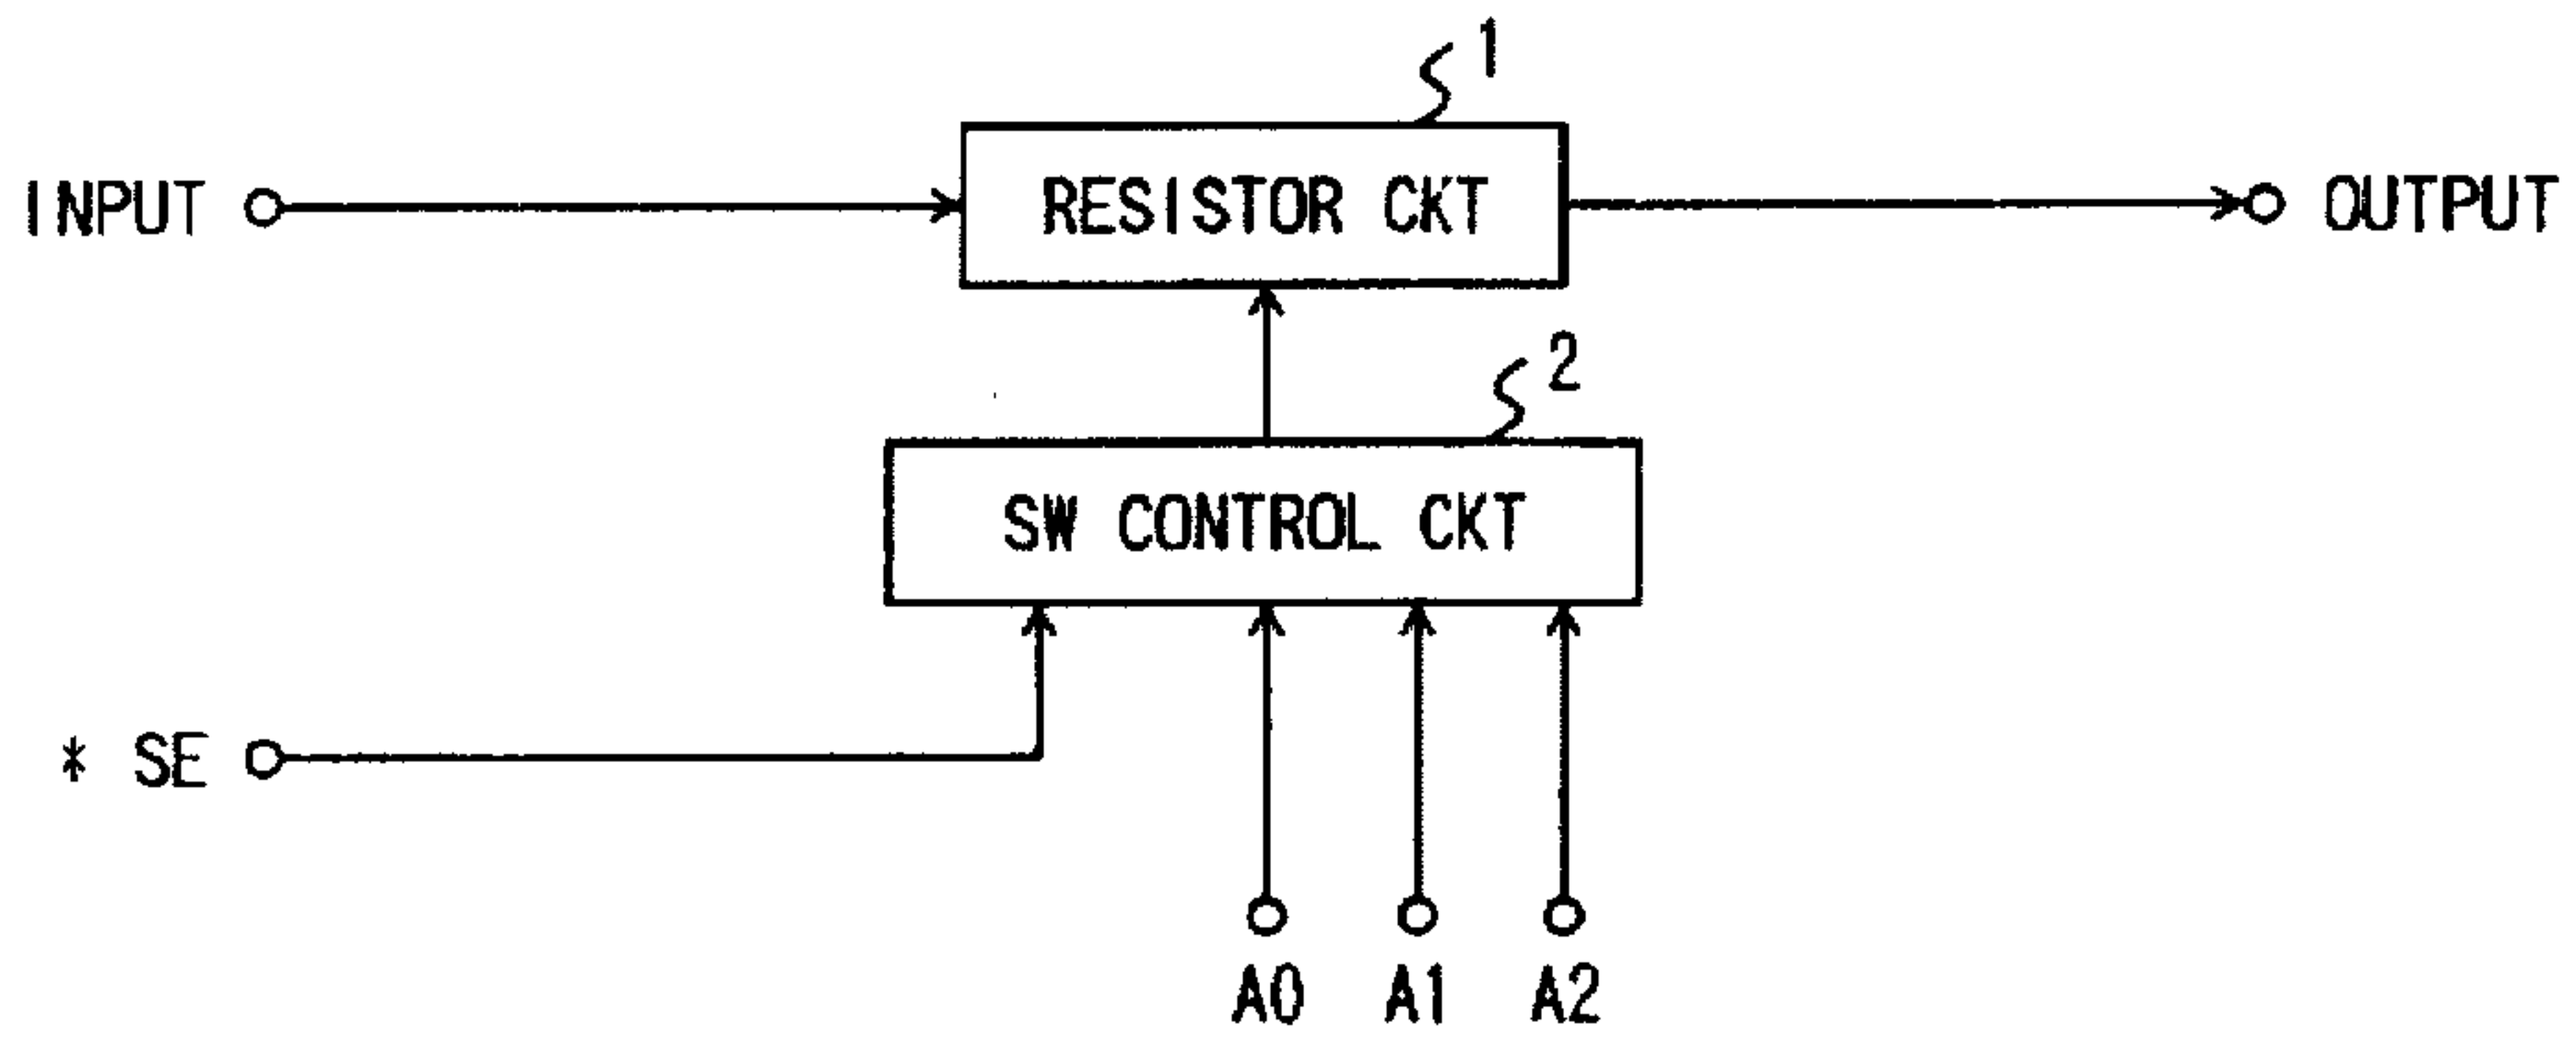 1
INPUT
RESISTOR CKT
OUTPUT
2
SW CONTROL CKT
* SE
A0 A1 A2